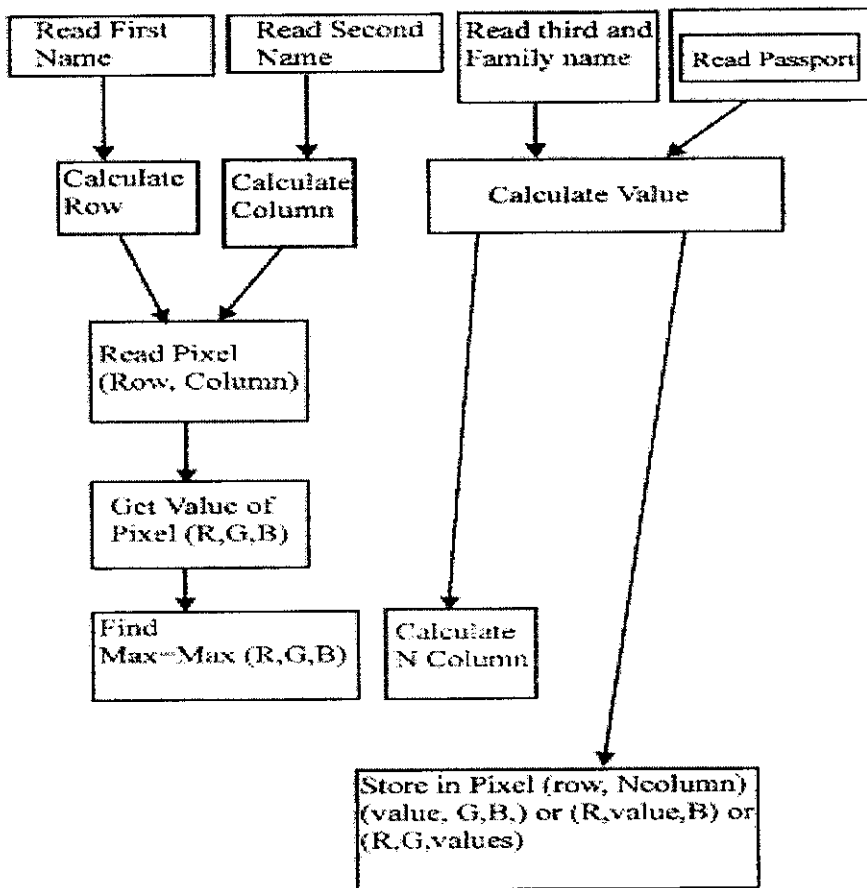 Read First
Name
Read Second
Name
Read third and
Family name
Read Passport
Calculate
Row
Calculate
Column
Calculate Value
Read Pixel
(Row, Column)
Get Value of
Pixel (R,G,B)
Find
Max=Max (R,G,B)
Calculate
N Column
Store in Pixel (row, Ncolumn)
(value, G,B,) or (R,value,B) or
(R,G,values)